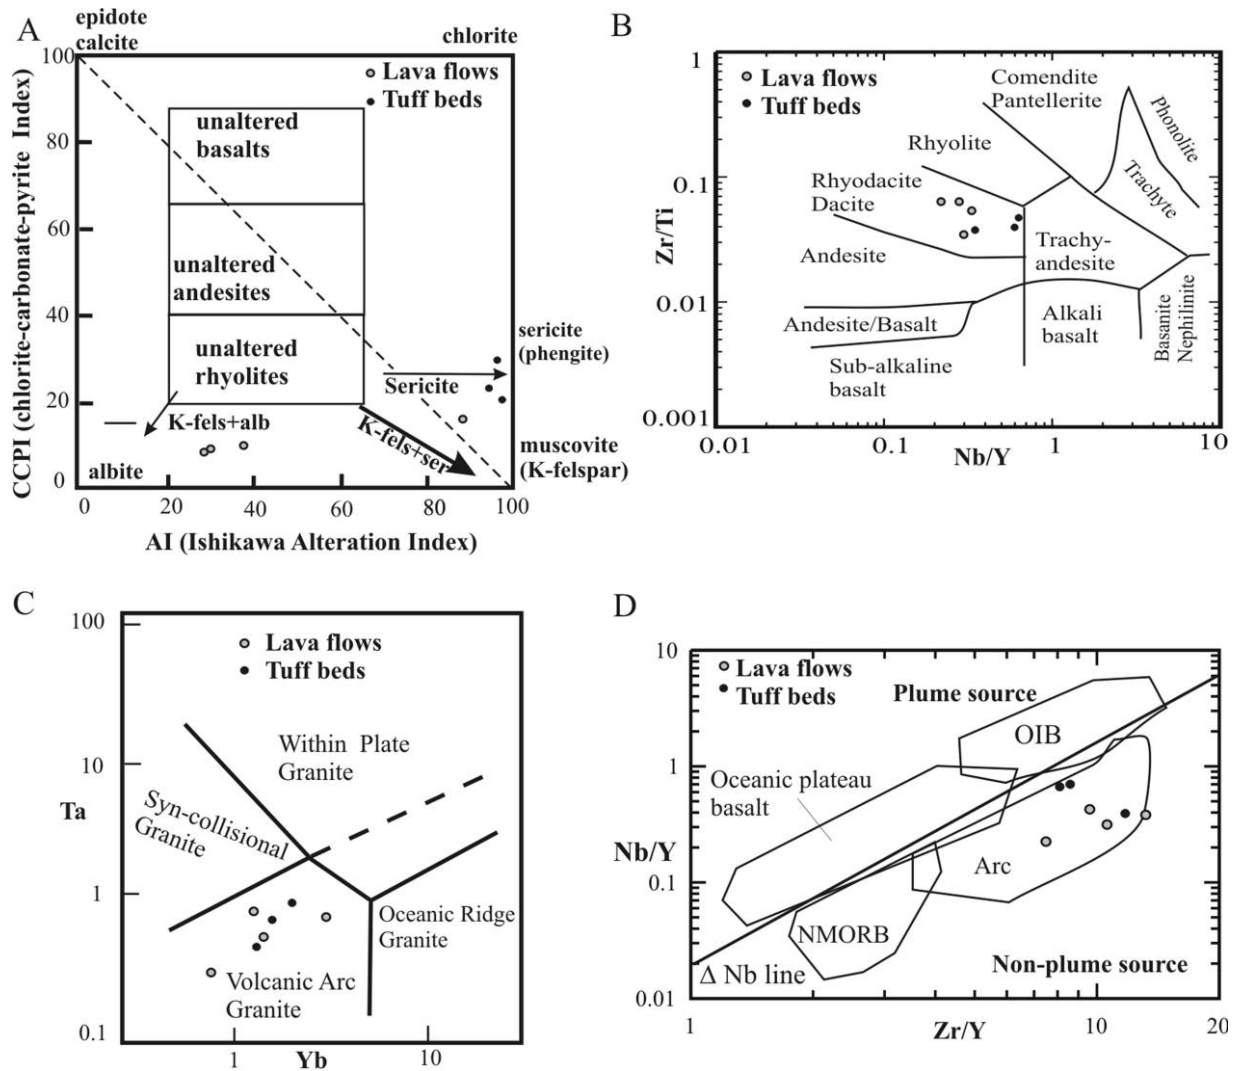 A
epidote
calcite
chlorite
CCPI (chlorite-carbonate-pyrite Index)
100
80
60
40
20
0
Lava flows
Tuff beds
unaltered
basalts
unaltered
andesites
unaltered
rhyolites
sericite
(phengite)
Sericite
K-fels+alb
K-fels+ser
albite
muscovite
(K-felspar)
0
20
40
60
80
100
AI (Ishikawa Alteration Index)
B
Zr/Ti
1
0.1
0.01
0.001
Lava flows
Tuff beds
Comendite
Pantellerite
Phonolite
Rhyolite
Trachyte
Rhyodacite
Dacite
Trachy-
andesite
Andesite
Andesite/Basalt
Alkali
basalt
Basanite
Nephilinite
Sub-alkaline
basalt
0.01
0.1
1
10
Nb/Y
C
Ta
100
10
1
0.1
Lava flows
Tuff beds
Within Plate
Granite
Syn-collisional
Granite
Oceanic Ridge
Granite
Volcanic Arc
Granite
1
Yb
10
D
Nb/Y
10
1
0.1
0.01
Lava flows
Tuff beds
Plume source
OIB
Oceanic plateau
basalt
Arc
NMORB
Δ Nb line
Non-plume source
1
Zr/Y
10
20